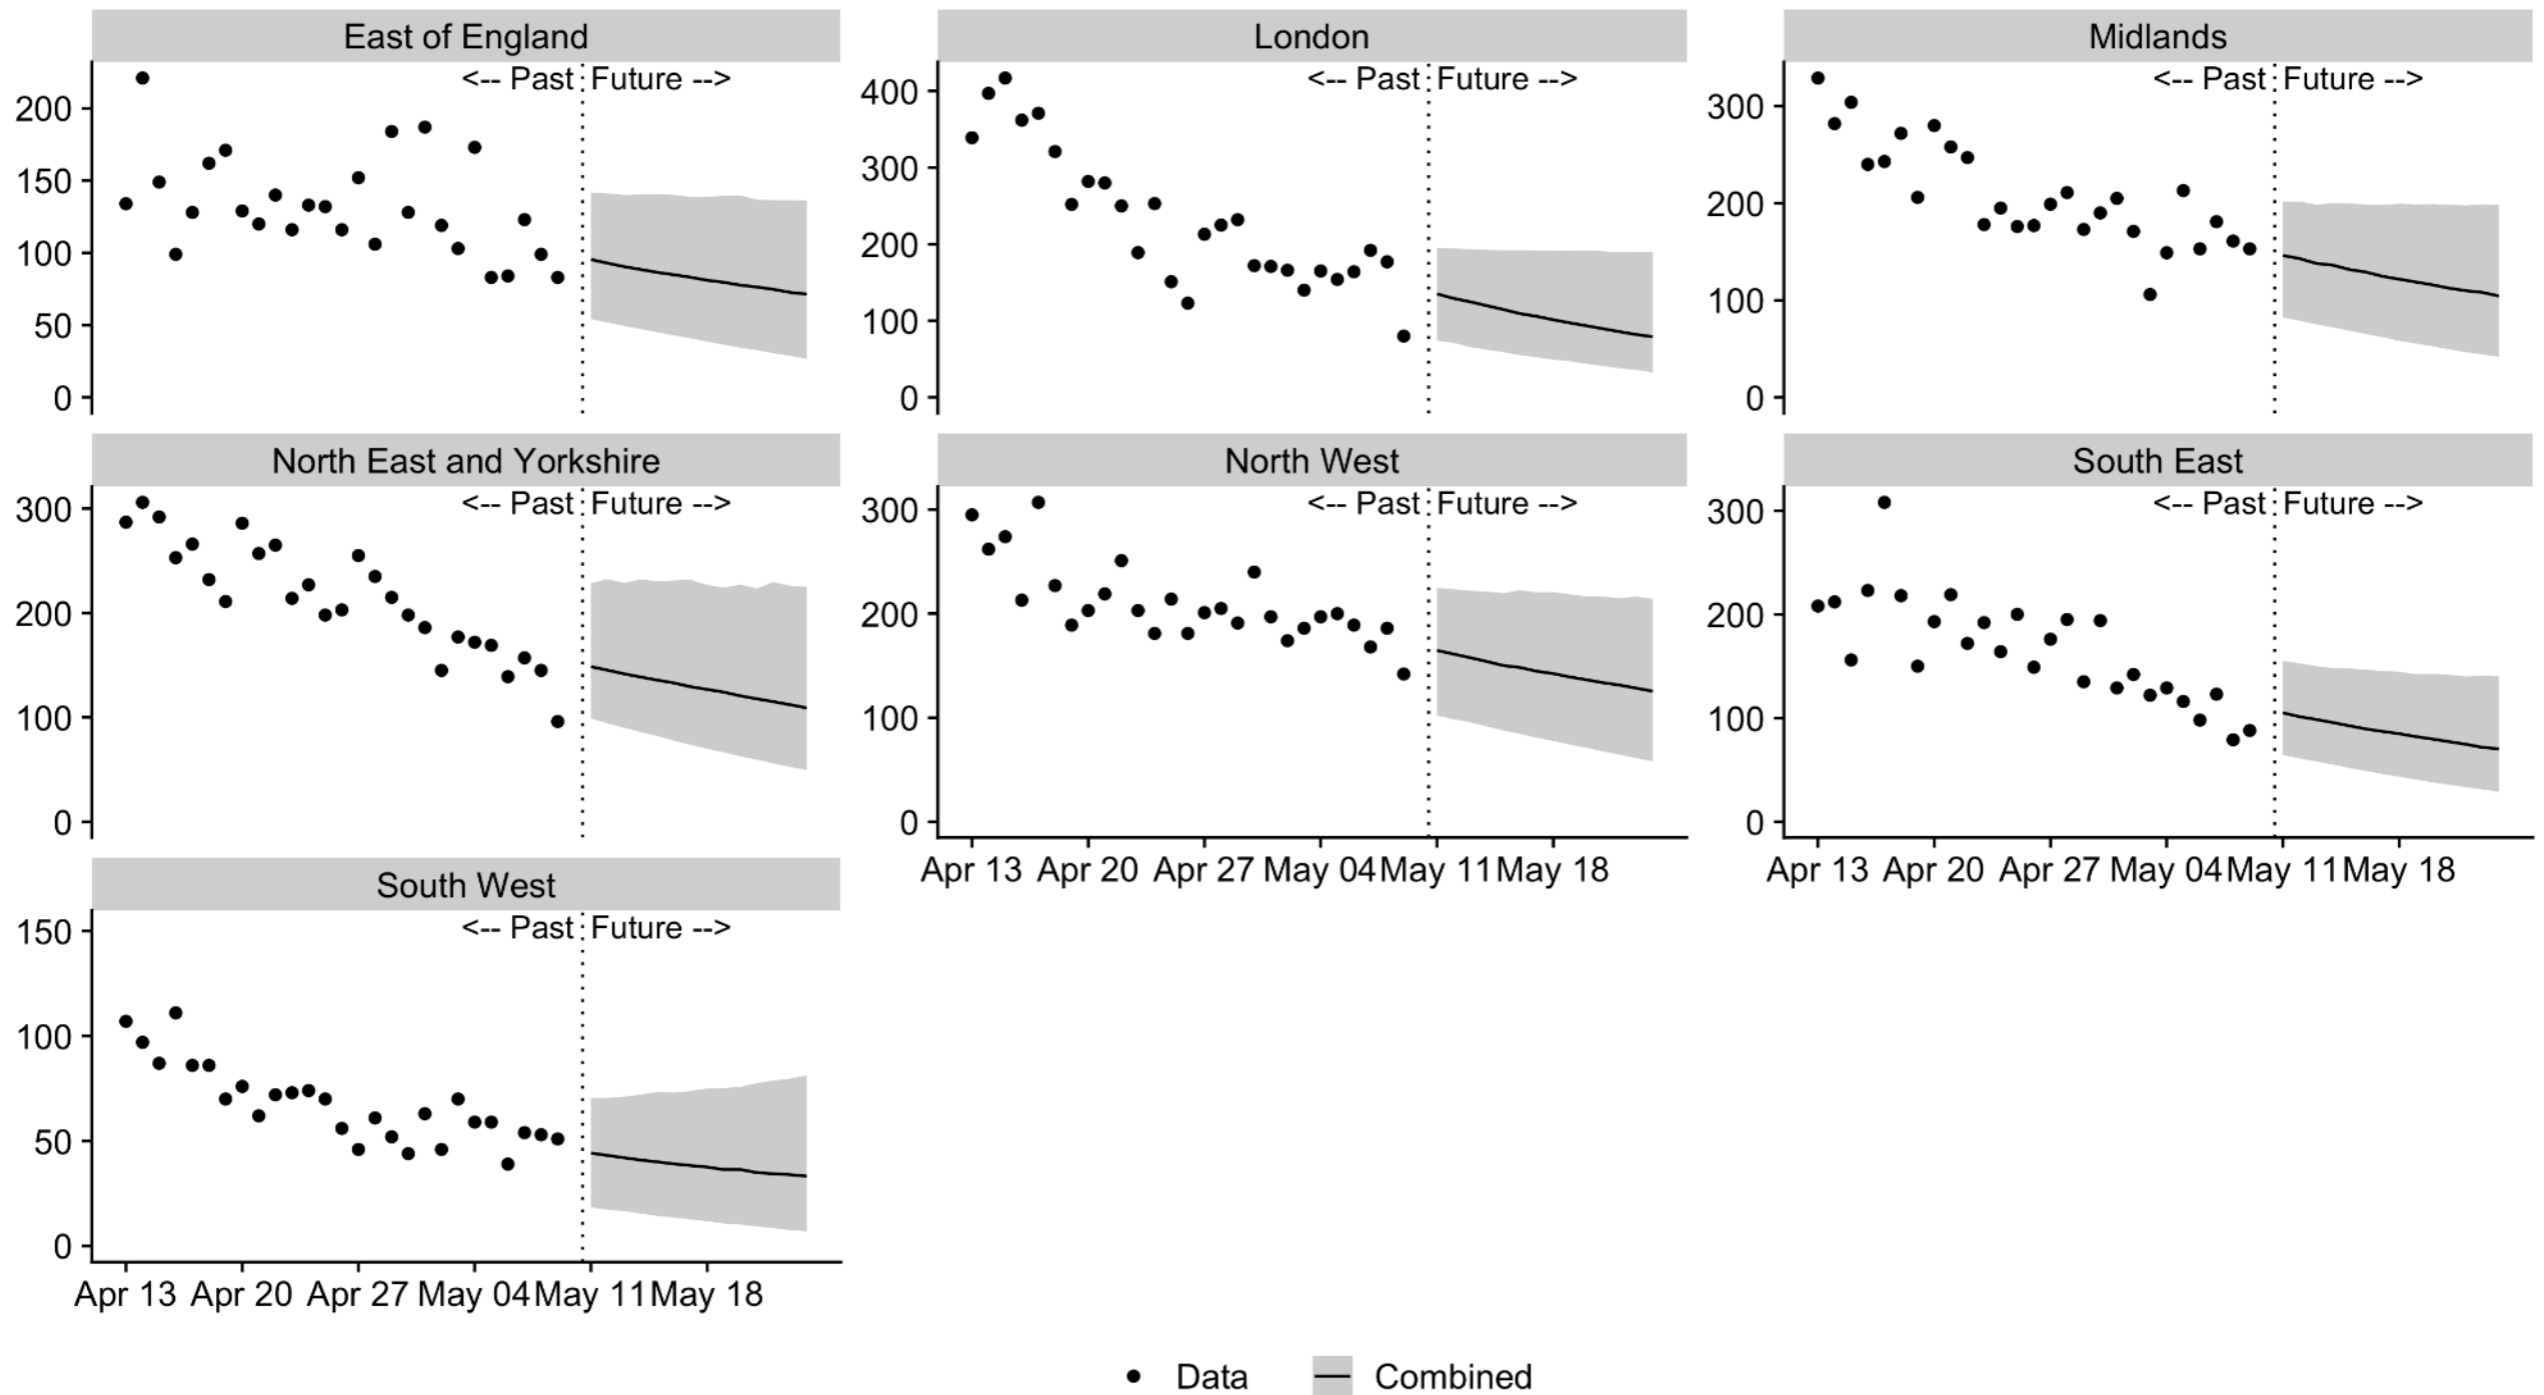 East of England
<-- Past Future -->
200
150
100
50
0
London
<-- Past Future -->
400
300
200
100
0
Midlands
<-- Past Future -->
300
200
100
0
North East and Yorkshire
<-- Past Future -->
300
200
100
0
North West
<-- Past Future -->
300
200
100
0
Apr 13 Apr 20 Apr 27 May 04 May 11 May 18
South East
<-- Past Future -->
300
200
100
0
Apr 13 Apr 20 Apr 27 May 04 May 11 May 18
South West
<-- Past Future -->
150
100
50
0
Apr 13 Apr 20 Apr 27 May 04 May 11 May 18
Data Combined